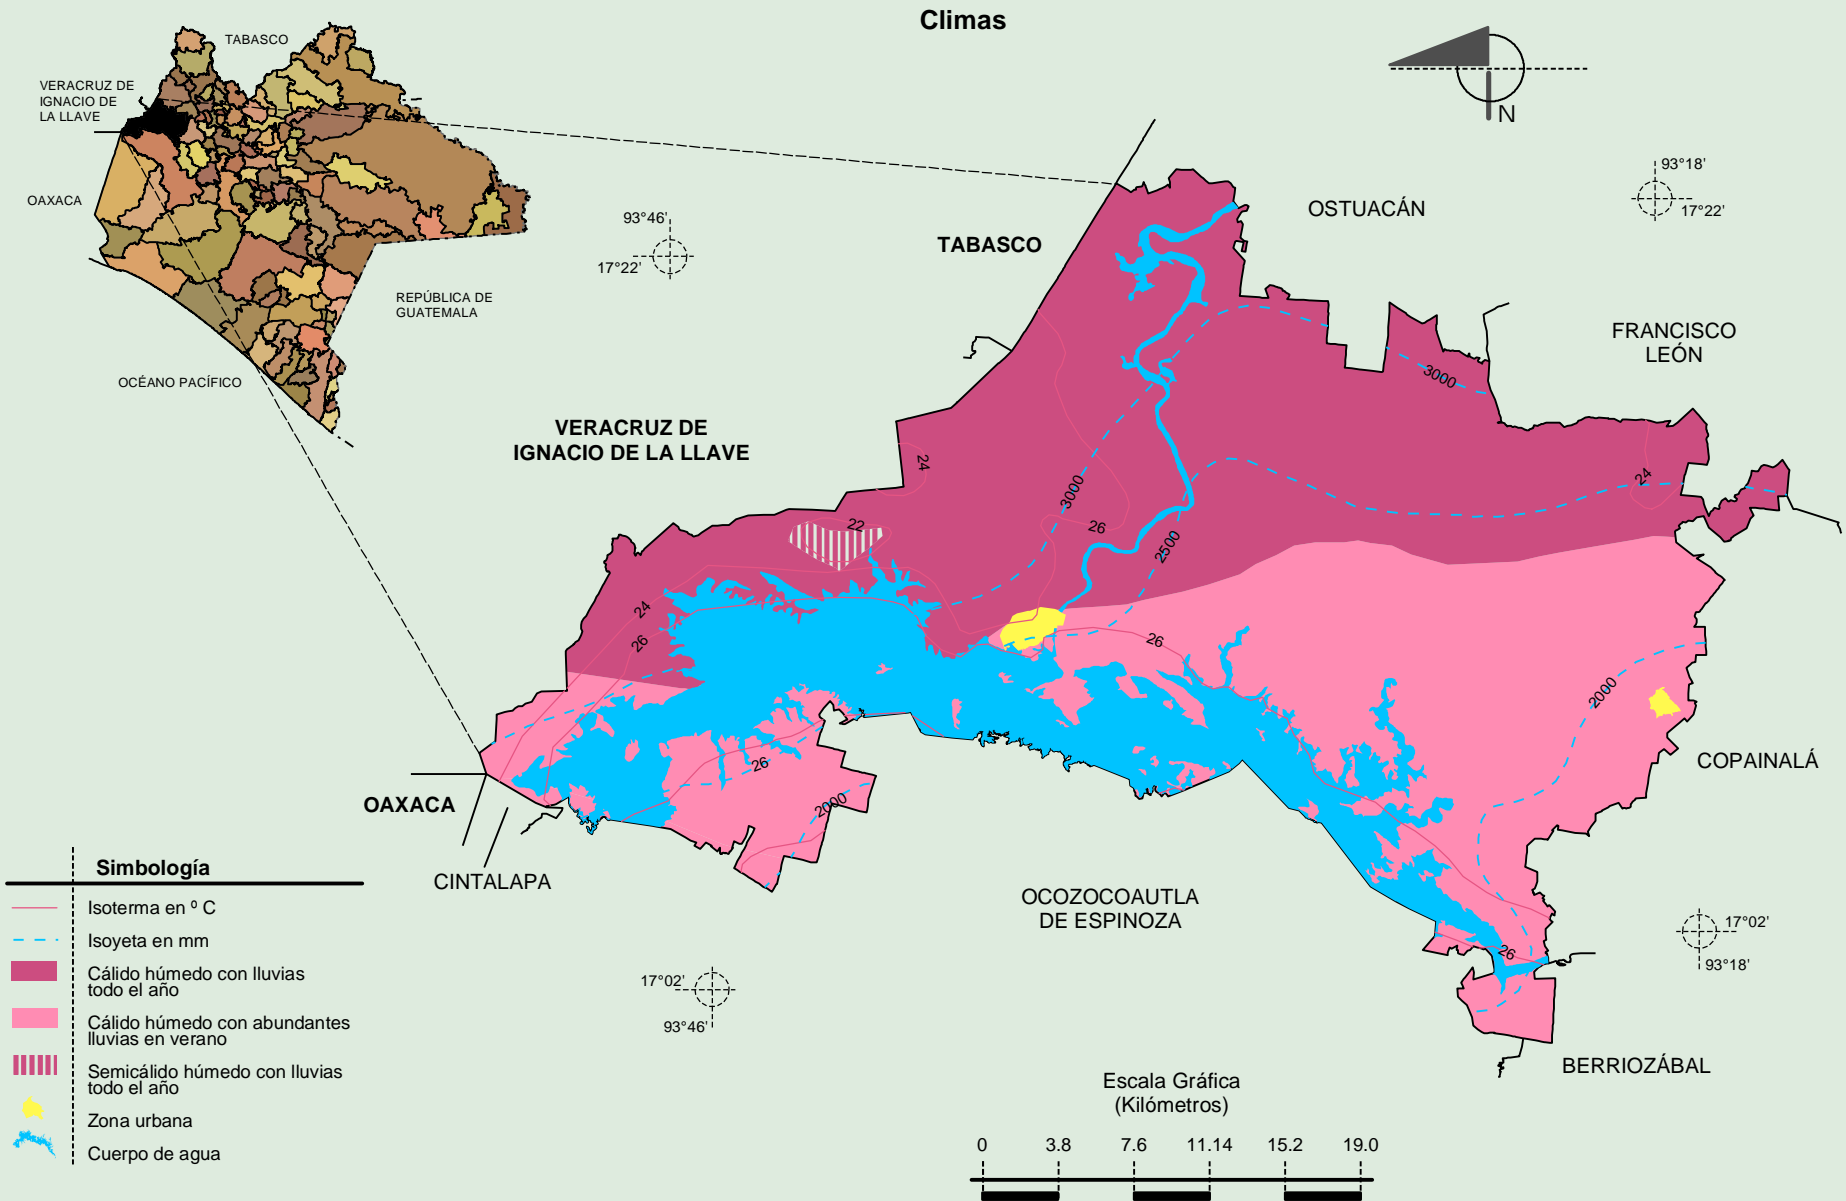 Climas
TABASCO
VERACRUZ DE
IGNACIO DE
LA LLAVE
OAXACA
REPÚBLICA DE
GUATEMALA
OCÉANO PACÍFICO
N
93°46'
17°22'
93°18'
17°22'
OSTUACÁN
TABASCO
FRANCISCO
LEÓN
VERACRUZ DE
IGNACIO DE LA LLAVE
3000
24
24
3000
22
26
2500
24
26
26
2000
26
2000
26
COPAINALÁ
OAXACA
CINTALAPA
OCOZOCOAUTLA
DE ESPINOZA
17°02'
93°18'
17°02'
93°46'
BERRIOZÁBAL
Simbología
Isoterma en º C
Isoyeta en mm
Cálido húmedo con lluvias
todo el año
Cálido húmedo con abundantes
lluvias en verano
Semicálido húmedo con lluvias
todo el año
Zona urbana
Cuerpo de agua
Escala Gráfica
(Kilómetros)
0 3.8 7.6 11.14 15.2 19.0